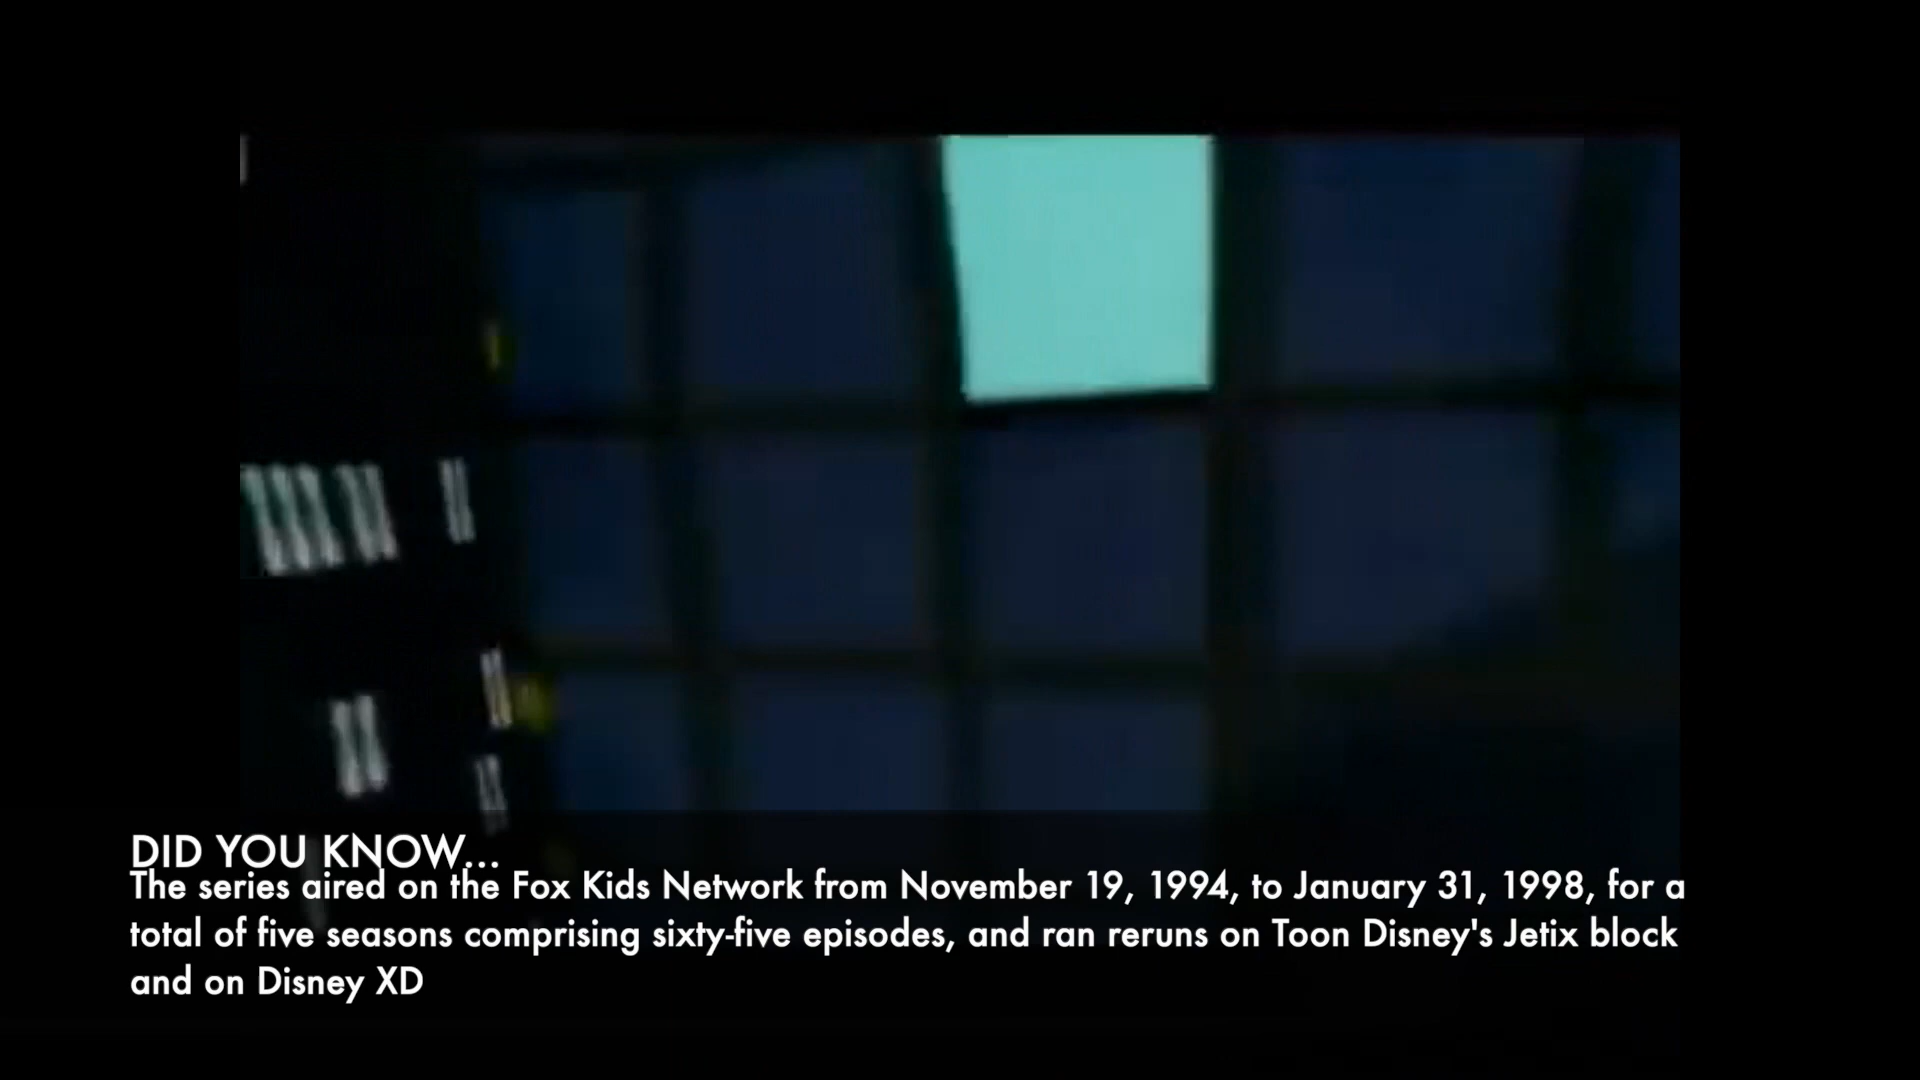 DID YOU KNOW...
The series aired on the Fox Kids Network from November 19, 1994, to January 31, 1998, for a
total of five seasons comprising sixty-five episodes, and ran reruns on Toon Disney's Jetix block
and on Disney XD